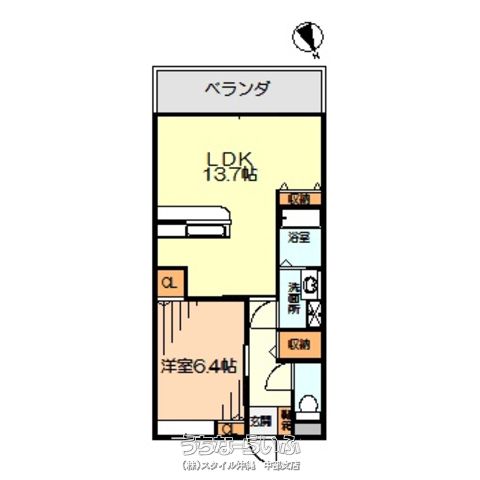 ベランダ
LDK
13.7帖
収納
浴室
洗面所
CL
収納
洋室6.4帖
玄関
CL
うちなーらいふ
(株)スタイル沖縄 中部支店